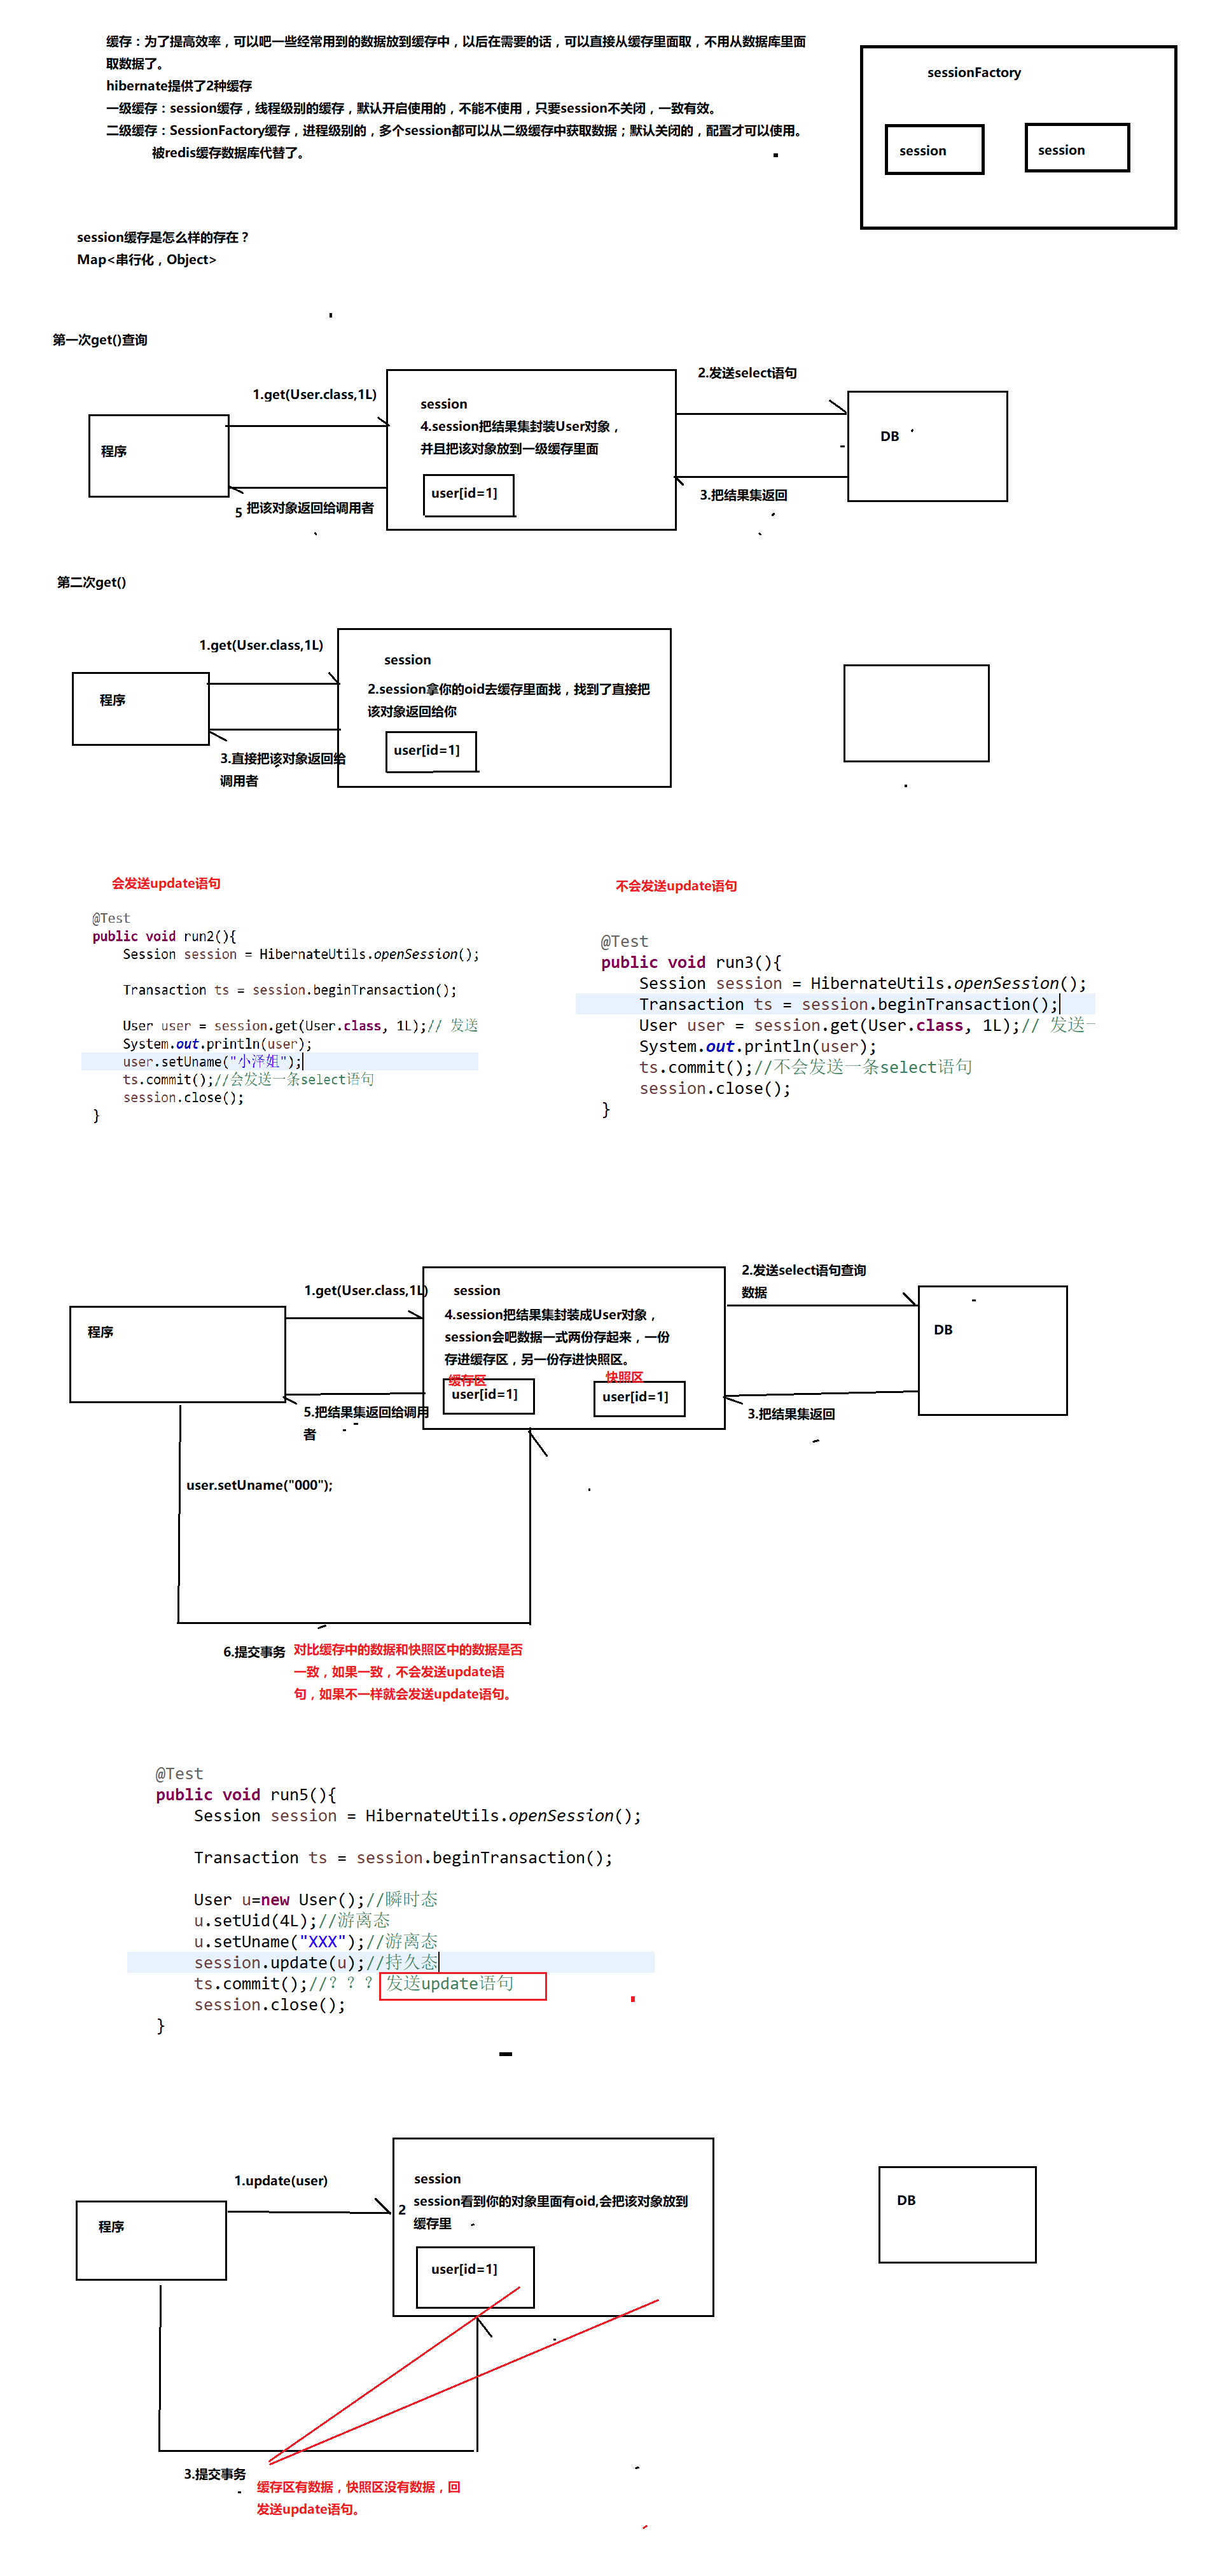 缓存：为了提高效率，可以吧一些经常用到的数据放到缓存中，以后在需要的话，可以直接从缓存里面取，不用从数据库里面
取数据了。
hibernate提供了2种缓存
一级缓存：session缓存，线程级别的缓存，默认开启使用的，不能不使用，只要session不关闭，一致有效。
二级缓存：SessionFactory缓存，进程级别的，多个session都可以从二级缓存中获取数据；默认关闭的，配置才可以使用。
被redis缓存数据库代替了。
sessionFactory
session
session
session缓存是怎么样的存在？
Map<串行化，Object>
第一次get()查询
1.get(User.class,1L)
程序
session
4.session把结果集封装User对象，
并且把该对象放到一级缓存里面
user[id=1]
2.发送select语句
DB
3.把结果集返回
5 把该对象返回给调用者
第二次get()
1.get(User.class,1L)
程序
session
2.session拿你的oid去缓存里面找，找到了直接把
该对象返回给你
user[id=1]
3.直接把该对象返回给
调用者
会发送update语句
@Test
public void run2(){
Session session = HibernateUtils.openSession();
Transaction ts = session.beginTransaction();
User user = session.get(User.class, 1L);// 发送
System.out.println(user);
user.setUname("小泽姐");
ts.commit();//会发送一条select语句
session.close();
}
不会发送update语句
@Test
public void run3(){
Session session = HibernateUtils.openSession();
Transaction ts = session.beginTransaction();
User user = session.get(User.class, 1L);// 发送一
System.out.println(user);
ts.commit();//不会发送一条select语句
session.close();
}
1.get(User.class,1L)
程序
session
4.session把结果集封装成User对象，
session会吧数据一式两份存起来，一份
存进缓存区，另一份存进快照区。
缓存区
user[id=1]
快照区
user[id=1]
2.发送select语句查询
数据
DB
3.把结果集返回
5.把结果集返回给调用
者
user.setUname("000");
6.提交事务
对比缓存中的数据和快照区中的数据是否
一致，如果一致，不会发送update语
句，如果不一样就会发送update语句。
@Test
public void run5(){
Session session = HibernateUtils.openSession();
Transaction ts = session.beginTransaction();
User u=new User();//瞬时态
u.setUid(4L);//游离态
u.setUname("XXX");//游离态
session.update(u);//持久态
ts.commit();//？？？ 发送update语句
session.close();
}
1.update(user)
程序
session
2 session看到你的对象里面有oid,会把该对象放到
缓存里
user[id=1]
DB
3.提交事务
缓存区有数据，快照区没有数据，回
发送update语句。